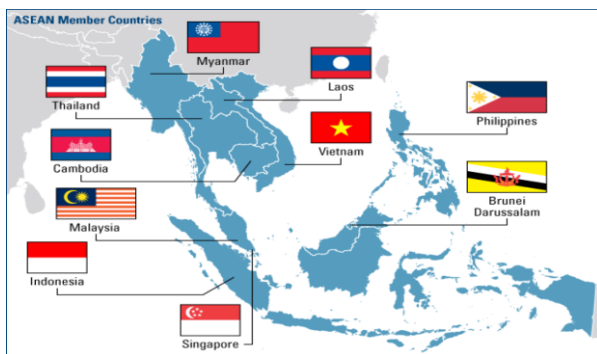 ASEAN Member Countries
Myanmar
Laos
Thailand
Philippines
Vietnam
Cambodia
Brunei
Darussalam
Malaysia
Indonesia
Singapore